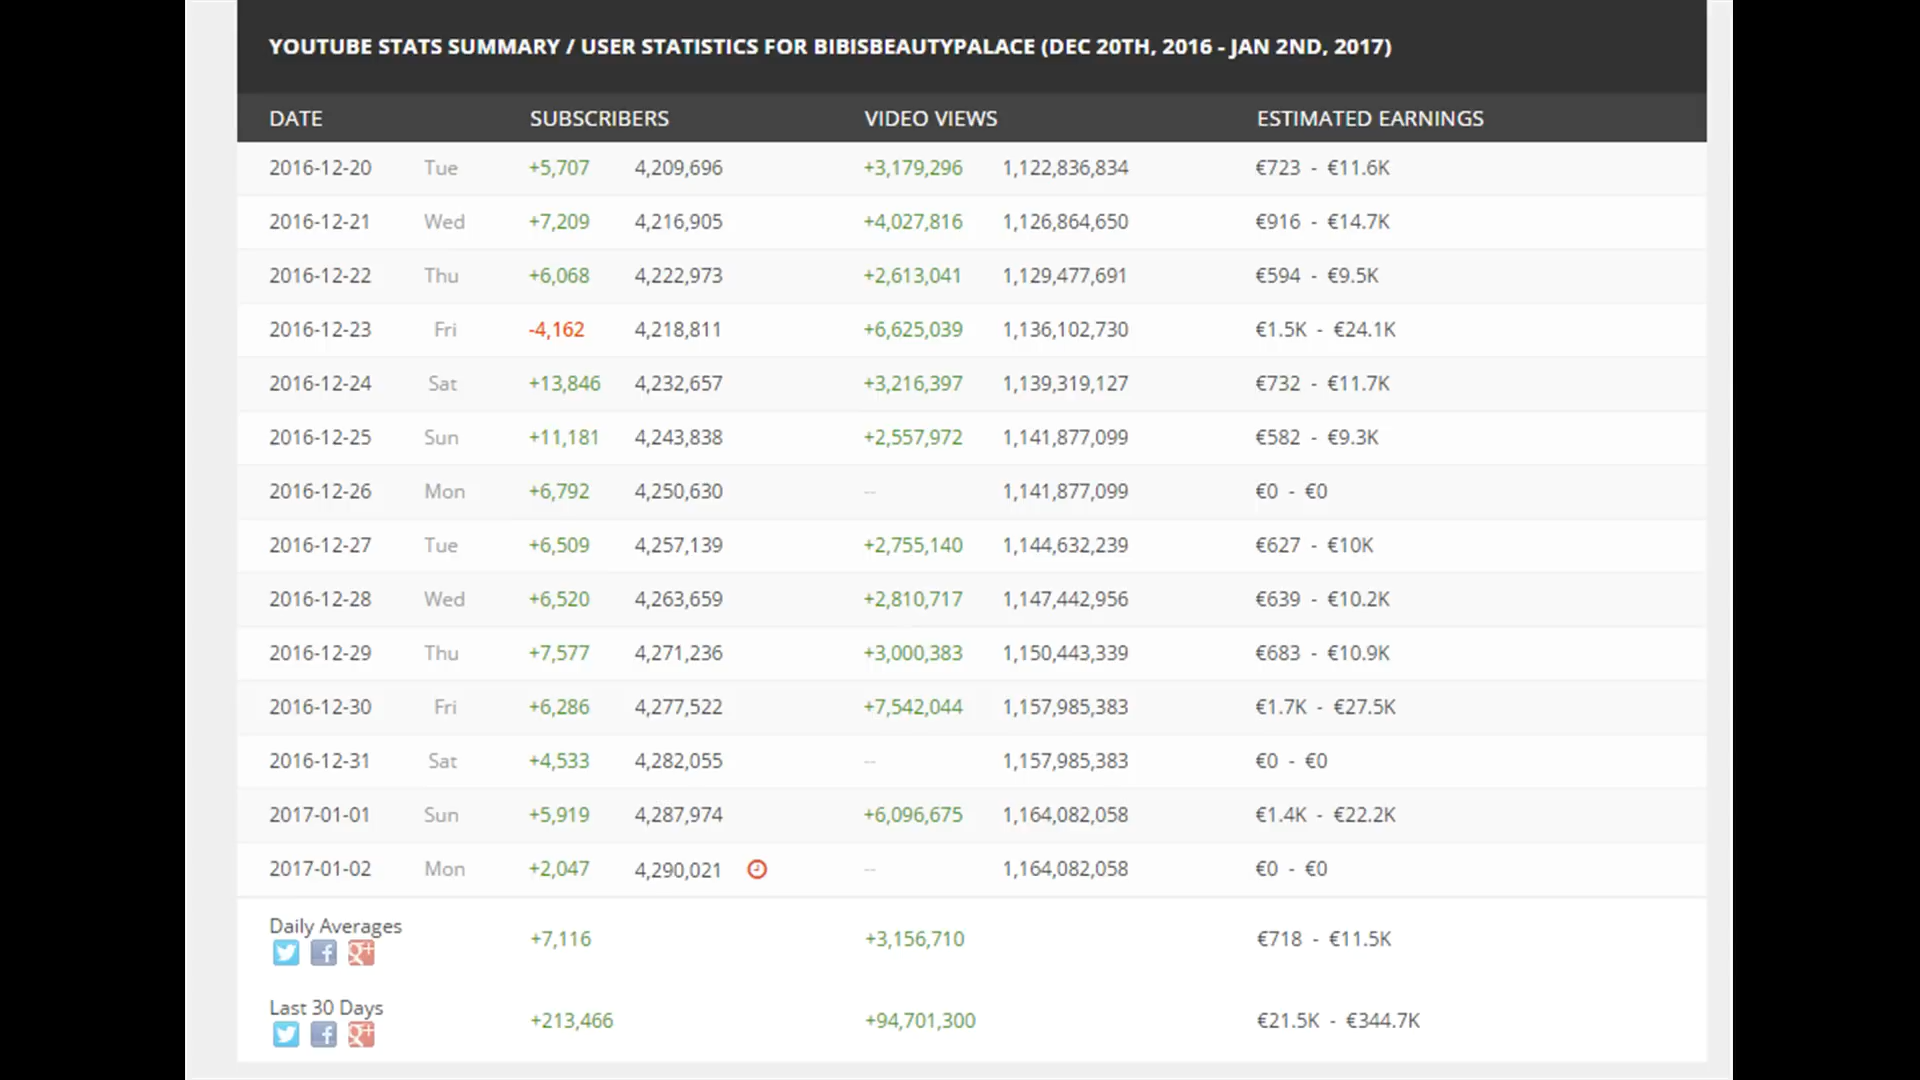 YOUTUBE STATS SUMMARY / USER STATISTICS FOR BIBISBEAUTYPALACE (DEC 20TH, 2016 - JAN 2ND, 2017)
DATE SUBSCRIBERS VIDEO VIEWS ESTIMATED EARNINGS
2016-12-20 Tue +5,707 4,209,696 +3,179,296 1,122,836,834 €723 - €11.6K
2016-12-21 Wed +7,209 4,216,905 +4,027,816 1,126,864,650 €916 - €14.7K
2016-12-22 Thu +6,068 4,222,973 +2,613,041 1,129,477,691 €594 - €9.5K
2016-12-23 Fri -4,162 4,218,811 +6,625,039 1,136,102,730 €1.5K - €24.1K
2016-12-24 Sat +13,846 4,232,657 +3,216,397 1,139,319,127 €732 - €11.7K
2016-12-25 Sun +11,181 4,243,838 +2,557,972 1,141,877,099 €582 - €9.3K
2016-12-26 Mon +6,792 4,250,630 -- 1,141,877,099 €0 - €0
2016-12-27 Tue +6,509 4,257,139 +2,755,140 1,144,632,239 €627 - €10K
2016-12-28 Wed +6,520 4,263,659 +2,810,717 1,147,442,956 €639 - €10.2K
2016-12-29 Thu +7,577 4,271,236 +3,000,383 1,150,443,339 €683 - €10.9K
2016-12-30 Fri +6,286 4,277,522 +7,542,044 1,157,985,383 €1.7K - €27.5K
2016-12-31 Sat +4,533 4,282,055 -- 1,157,985,383 €0 - €0
2017-01-01 Sun +5,919 4,287,974 +6,096,675 1,164,082,058 €1.4K - €22.2K
2017-01-02 Mon +2,047 4,290,021 -- 1,164,082,058 €0 - €0
Daily Averages +7,116 +3,156,710 €718 - €11.5K
Last 30 Days +213,466 +94,701,300 €21.5K - €344.7K